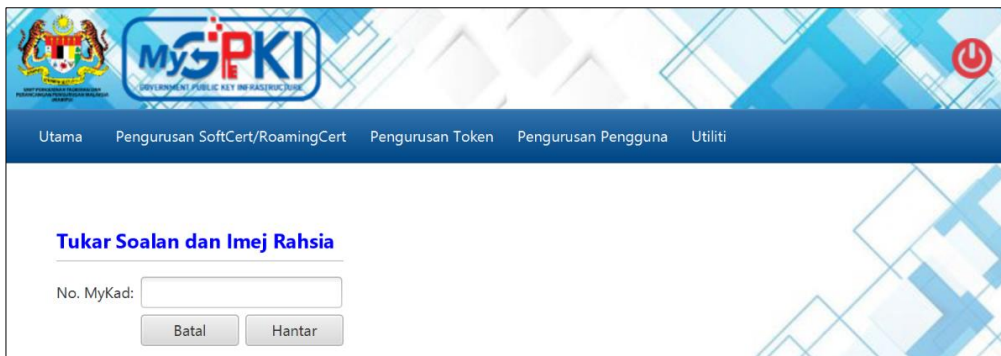 MyGPKI
GOVERNMENT PUBLIC KEY INFRASTRUCTURE
Utama Pengurusan SoftCert/RoamingCert Pengurusan Token Pengurusan Pengguna Utiliti
Tukar Soalan dan Imej Rahsia
No. MyKad:
Batal Hantar